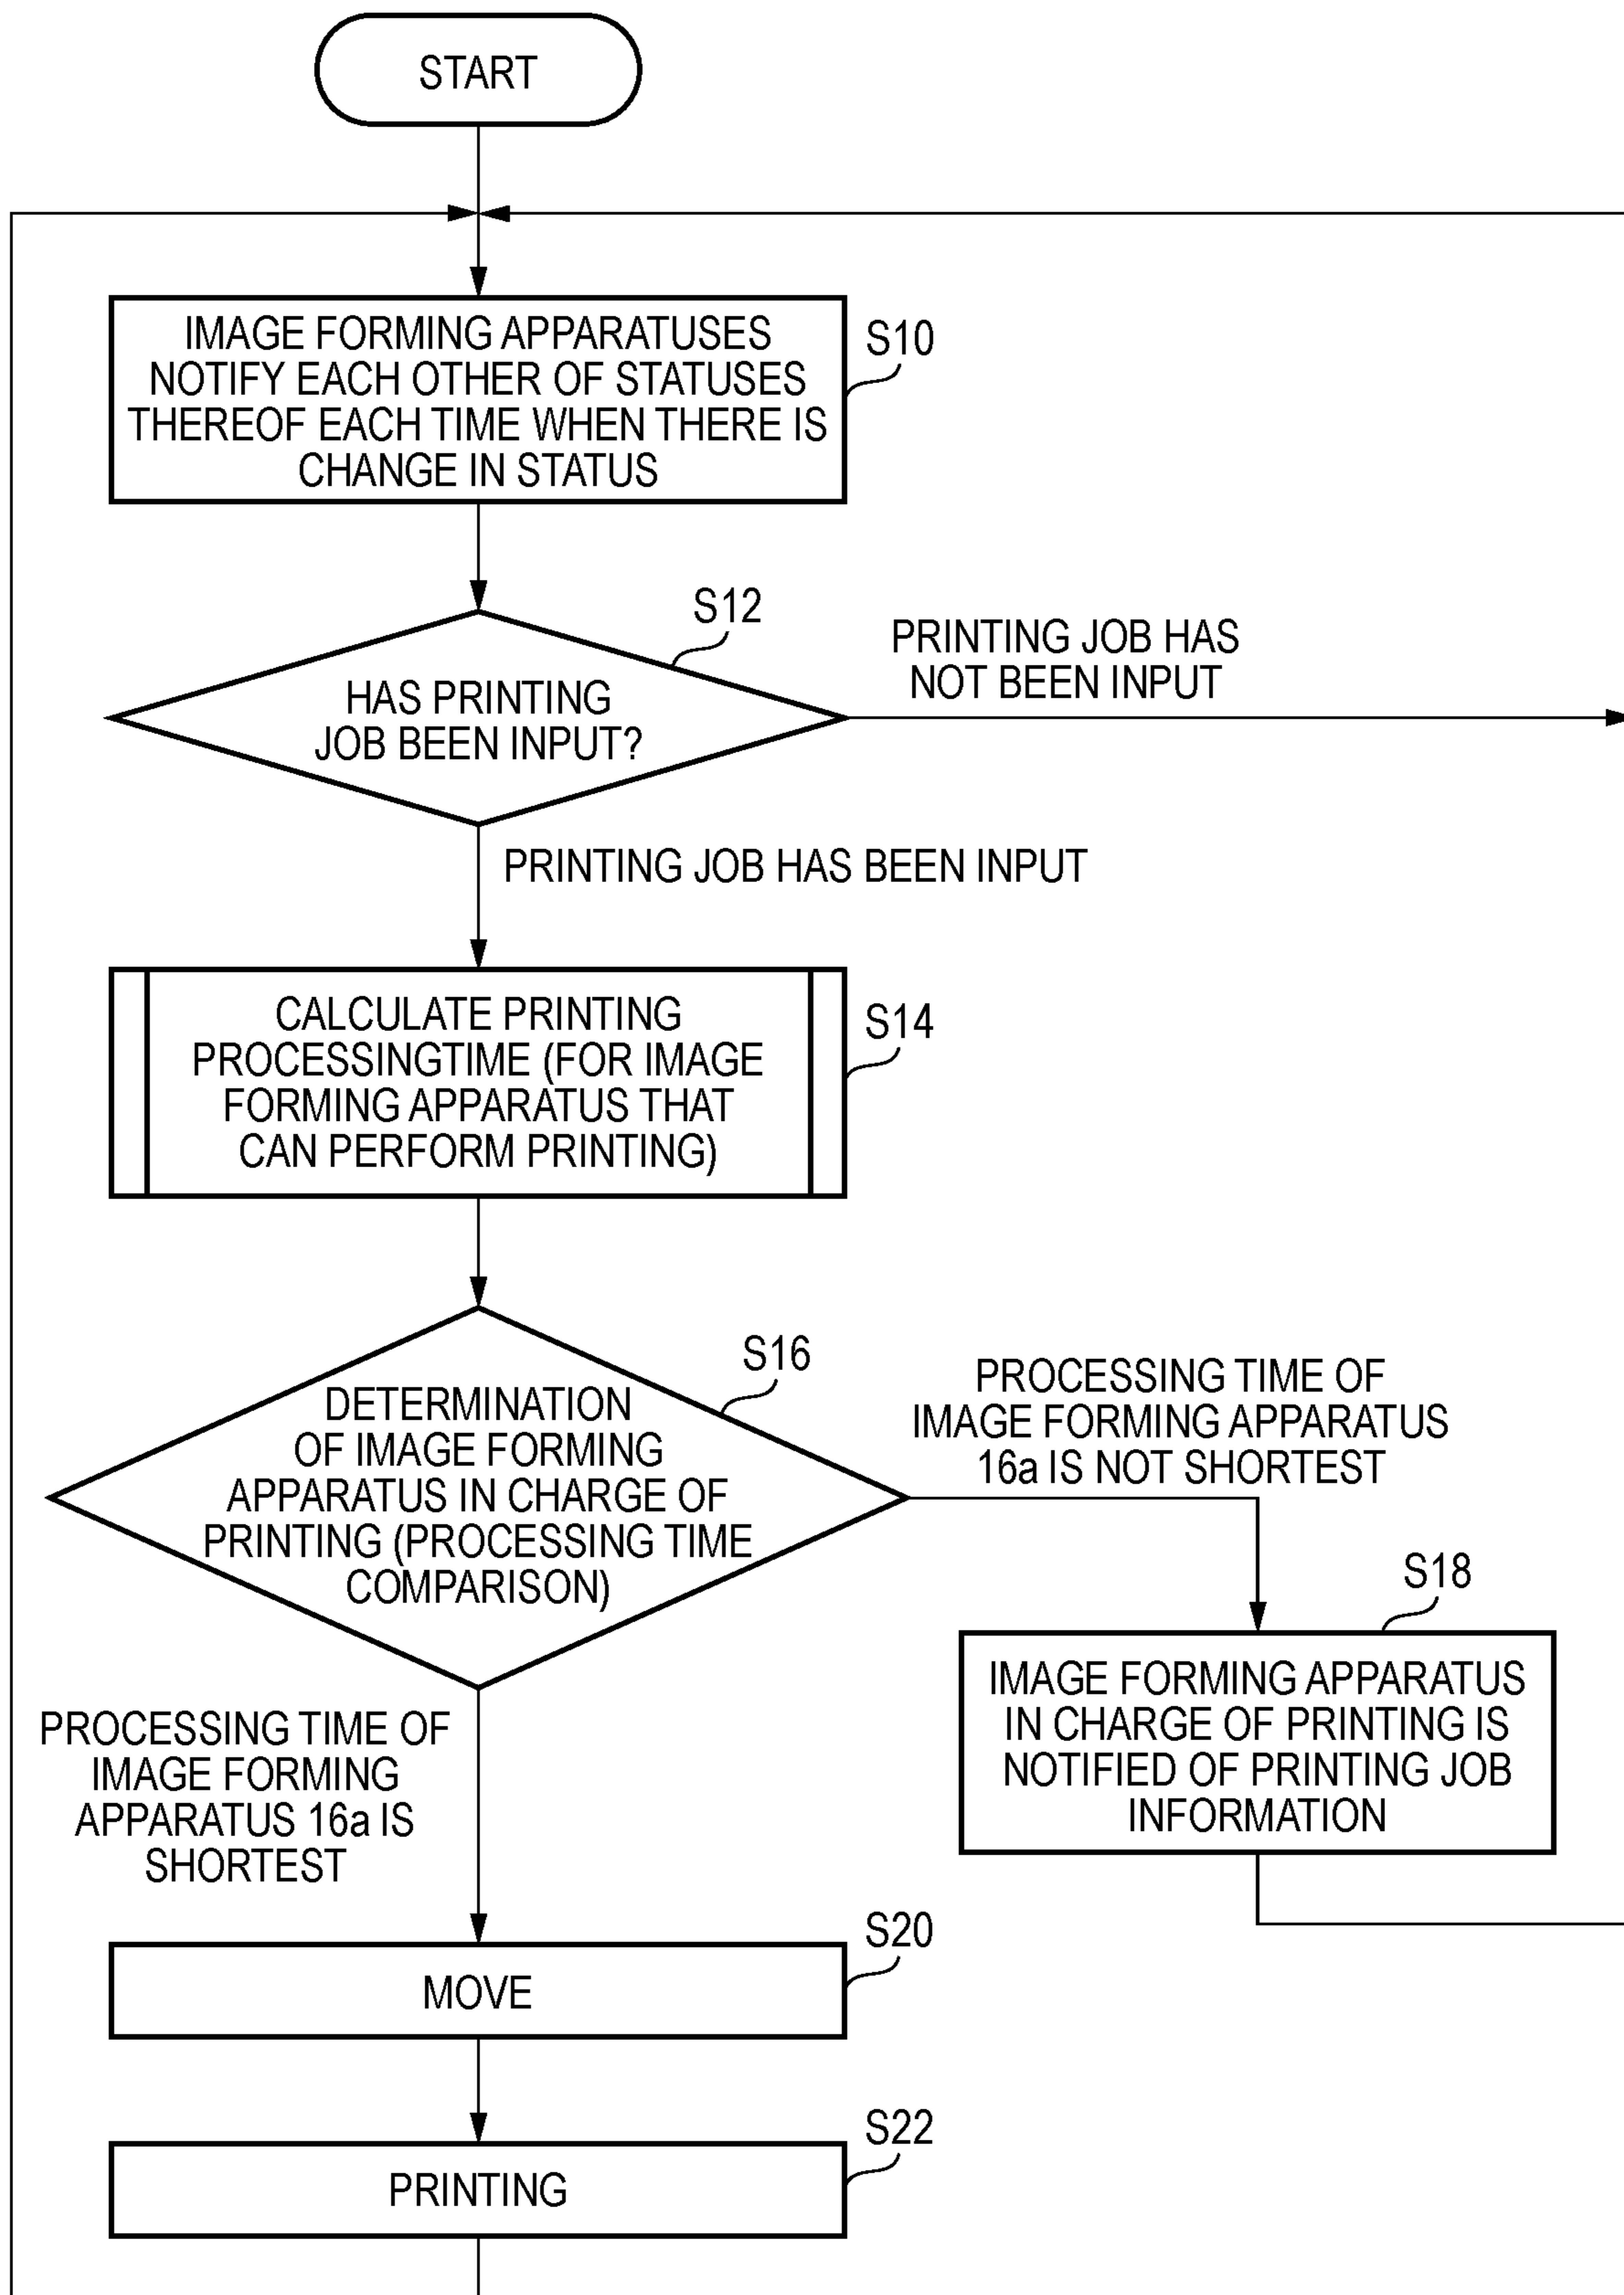 START
IMAGE FORMING APPARATUSES
NOTIFY EACH OTHER OF STATUSES
THEREOF EACH TIME WHEN THERE IS
CHANGE IN STATUS
S10
S12
HAS PRINTING
JOB BEEN INPUT?
PRINTING JOB HAS
NOT BEEN INPUT
PRINTING JOB HAS BEEN INPUT
CALCULATE PRINTING
PROCESSINGTIME (FOR IMAGE
FORMING APPARATUS THAT
CAN PERFORM PRINTING)
S14
S16
DETERMINATION
OF IMAGE FORMING
APPARATUS IN CHARGE OF
PRINTING (PROCESSING TIME
COMPARISON)
PROCESSING TIME OF
IMAGE FORMING APPARATUS
16a IS NOT SHORTEST
S18
IMAGE FORMING APPARATUS
IN CHARGE OF PRINTING IS
NOTIFIED OF PRINTING JOB
INFORMATION
PROCESSING TIME OF
IMAGE FORMING
APPARATUS 16a IS
SHORTEST
S20
MOVE
S22
PRINTING